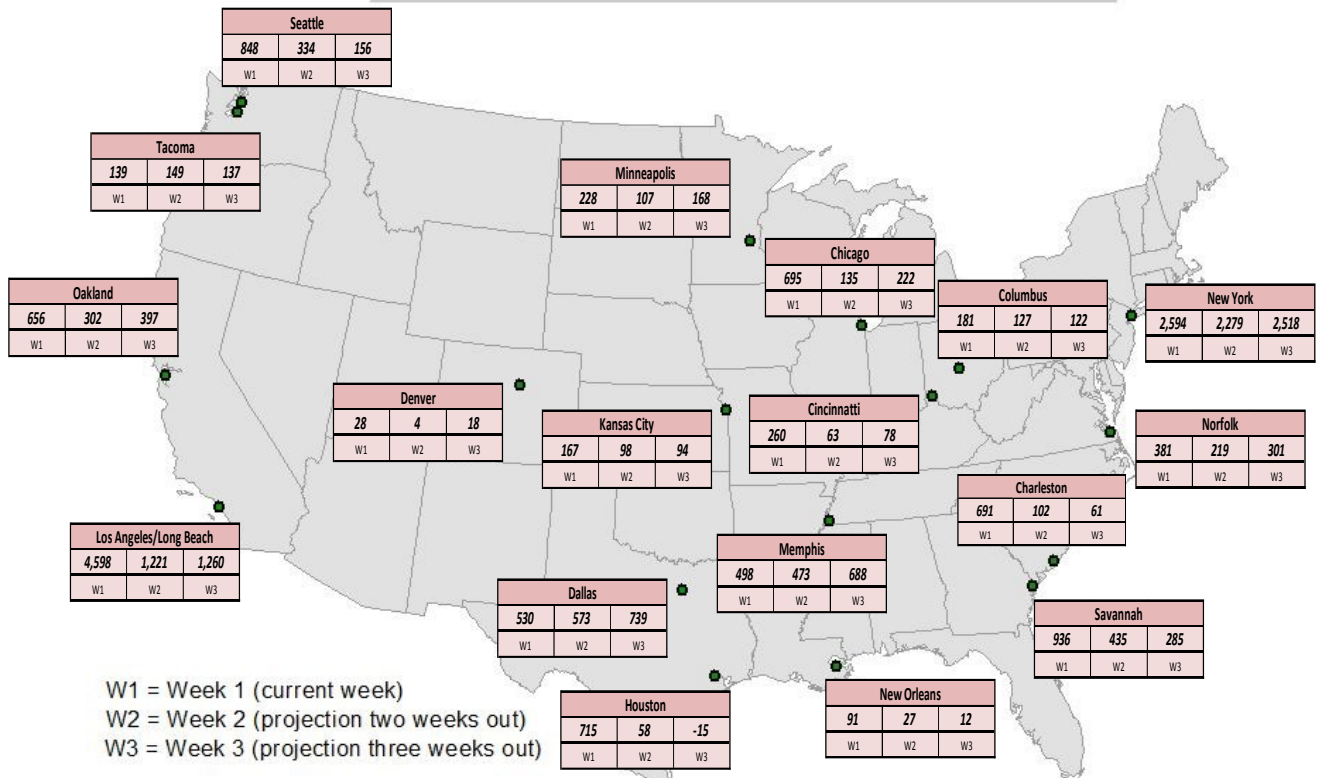 Seattle
848 334 156
W1 W2 W3
Tacoma
139 149 137
W1 W2 W3
Minneapolis
228 107 168
W1 W2 W3
Chicago
695 135 222
W1 W2 W3
Oakland
656 302 397
W1 W2 W3
Columbus
181 127 122
W1 W2 W3
New York
2,594 2,279 2,518
W1 W2 W3
Denver
28 4 18
W1 W2 W3
Kansas City
167 98 94
W1 W2 W3
Cincinnatti
260 63 78
W1 W2 W3
Norfolk
381 219 301
W1 W2 W3
Charleston
691 102 61
W1 W2 W3
Los Angeles/Long Beach
4,598 1,221 1,260
W1 W2 W3
Memphis
498 473 688
W1 W2 W3
Dallas
530 573 739
W1 W2 W3
Savannah
936 435 285
W1 W2 W3
New Orleans
91 27 12
W1 W2 W3
Houston
715 58 -15
W1 W2 W3
W1 = Week 1 (current week)
W2 = Week 2 (projection two weeks out)
W3 = Week 3 (projection three weeks out)